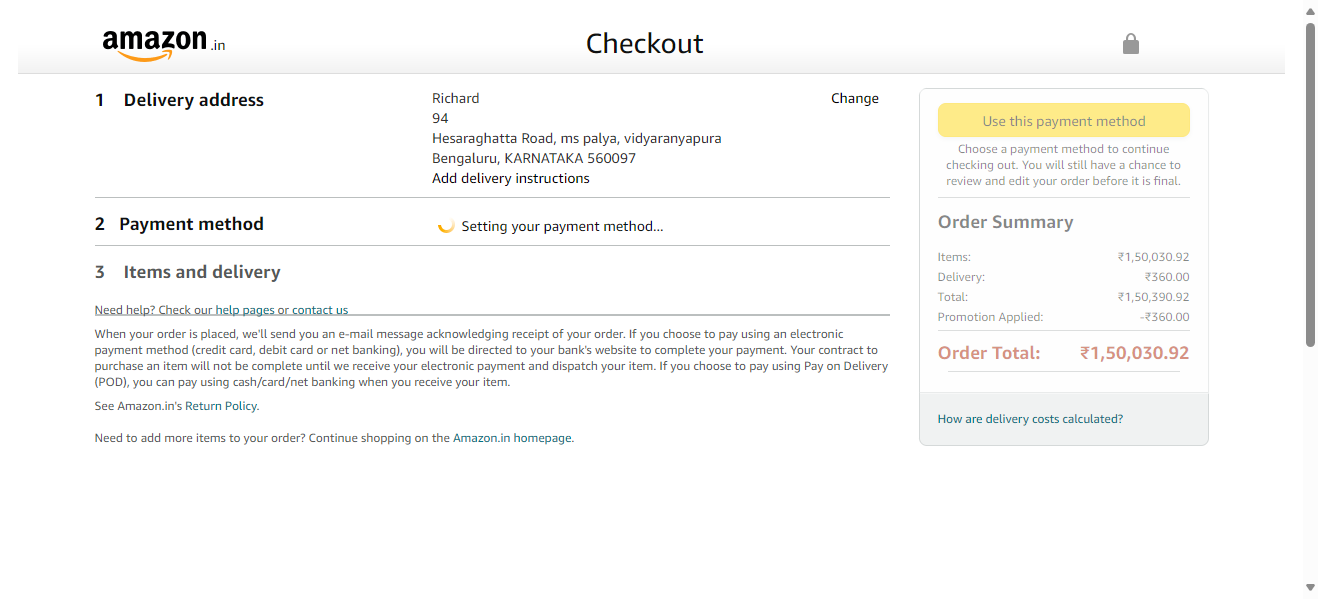 amazon.in
Checkout
1 Delivery address
Richard
94
Hesaraghatta Road, ms palya, vidyaranyapura
Bengaluru, KARNATAKA 560097
Add delivery instructions
Change
2 Payment method
Setting your payment method...
3 Items and delivery
Need help? Check our help pages or contact us
When your order is placed, we'll send you an e-mail message acknowledging receipt of your order. If you choose to pay using an electronic
payment method (credit card, debit card or net banking), you will be directed to your bank's website to complete your payment. Your contract to
purchase an item will not be complete until we receive your electronic payment and dispatch your item. If you choose to pay using Pay on Delivery
(POD), you can pay using cash/card/net banking when you receive your item.
See Amazon.in's Return Policy.
Need to add more items to your order? Continue shopping on the Amazon.in homepage.
Use this payment method
Choose a payment method to continue
checking out. You will still have a chance to
review and edit your order before it is final.
Order Summary
Items: ₹1,50,030.92
Delivery: ₹360.00
Total: ₹1,50,390.92
Promotion Applied: -₹360.00
Order Total: ₹1,50,030.92
How are delivery costs calculated?